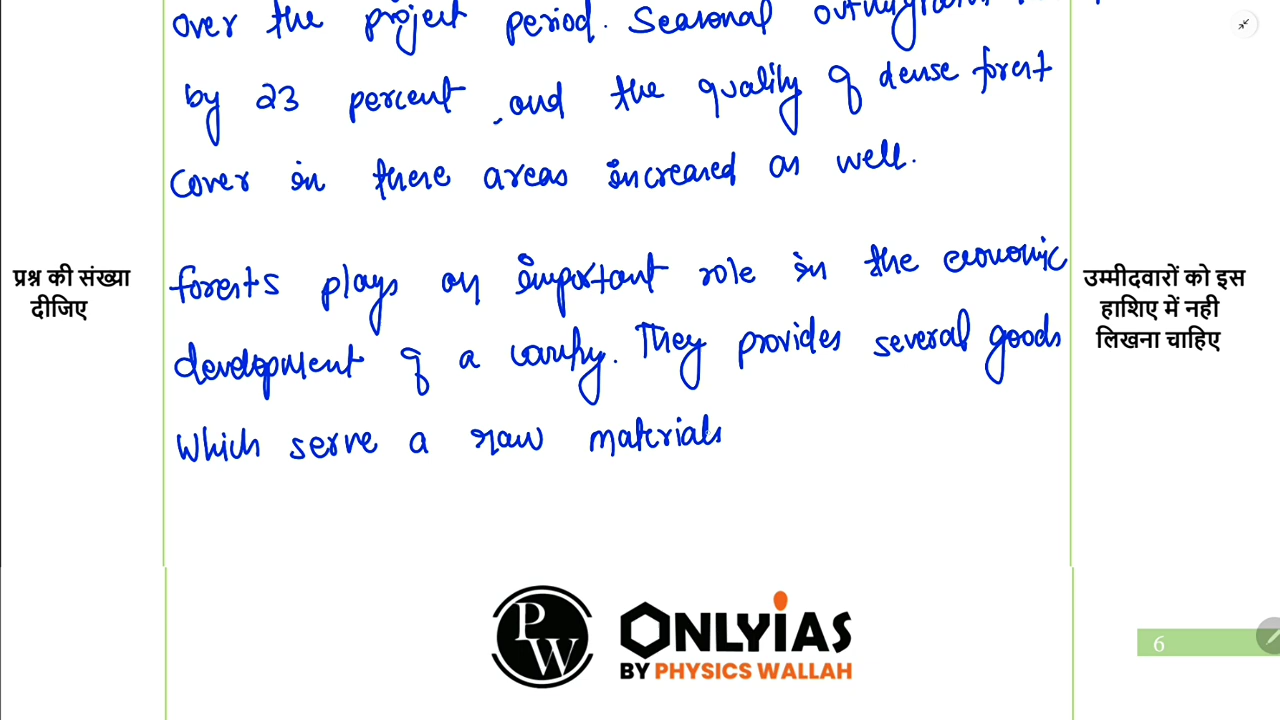 over the project period. Seasonal outmigration
by 23 percent and the quality of dense forest
cover in these areas increased as well.
प्रश्न की संख्या
दीजिए
forests plays an important role in the economic
development of a country. They provides several goods
which serve a raw materials
उम्मीदवारों को इस
हाशिए में नही
लिखना चाहिए
PW
ONLYIAS
BY PHYSICS WALLAH
6